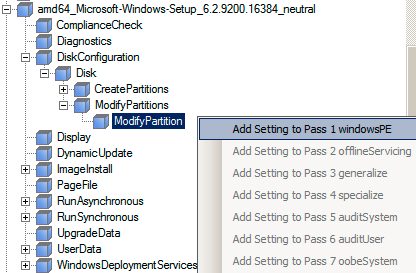 amd64_Microsoft-Windows-Setup_6.2.9200.16384_neutral
ComplianceCheck
Diagnostics
DiskConfiguration
Disk
CreatePartitions
ModifyPartitions
ModifyPartition
Display
DynamicUpdate
ImageInstall
PageFile
RunAsynchronous
RunSynchronous
UpgradeData
UserData
WindowsDeploymentServices
Add Setting to Pass 1 windowsPE
Add Setting to Pass 2 offlineServicing
Add Setting to Pass 3 generalize
Add Setting to Pass 4 specialize
Add Setting to Pass 5 auditSystem
Add Setting to Pass 6 auditUser
Add Setting to Pass 7 oobeSystem